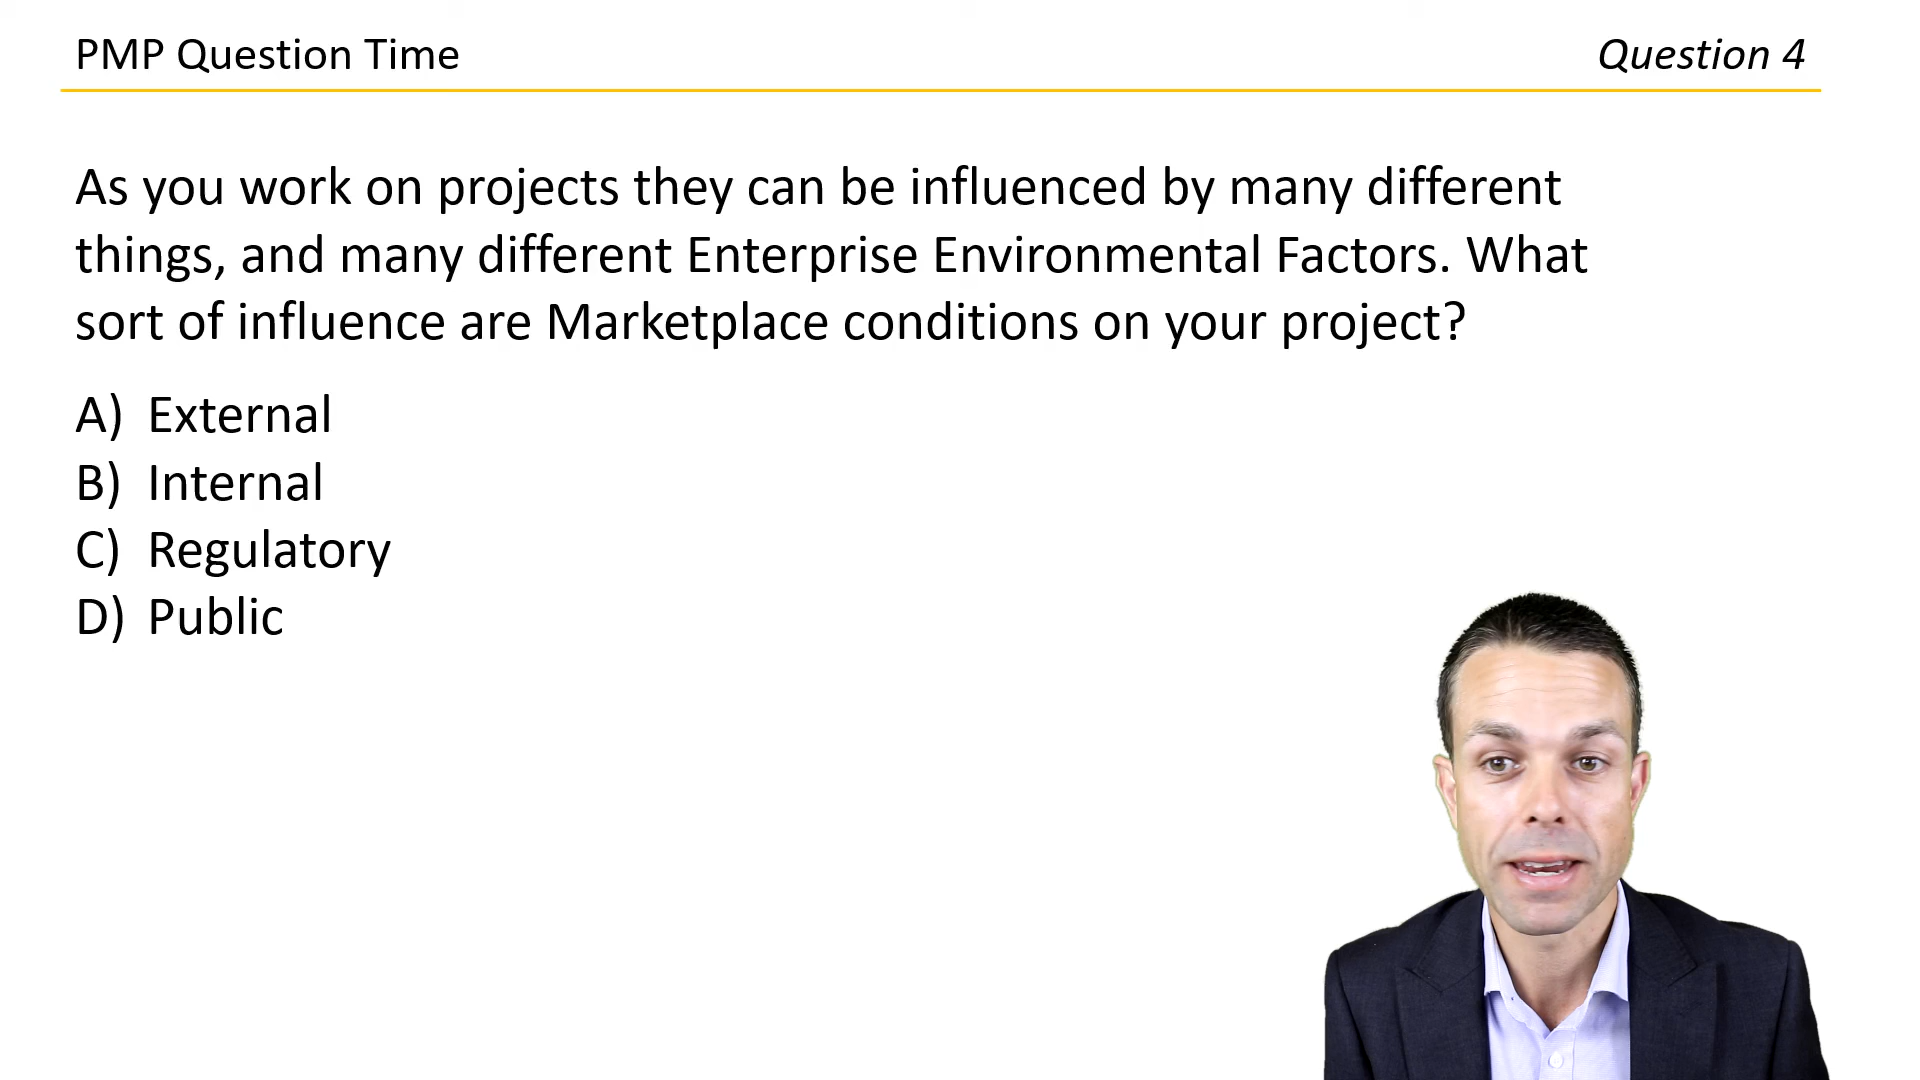 PMP Question Time
Question 4
As you work on projects they can be influenced by many different
things, and many different Enterprise Environmental Factors. What
sort of influence are Marketplace conditions on your project?
A) External
B) Internal
C) Regulatory
D) Public